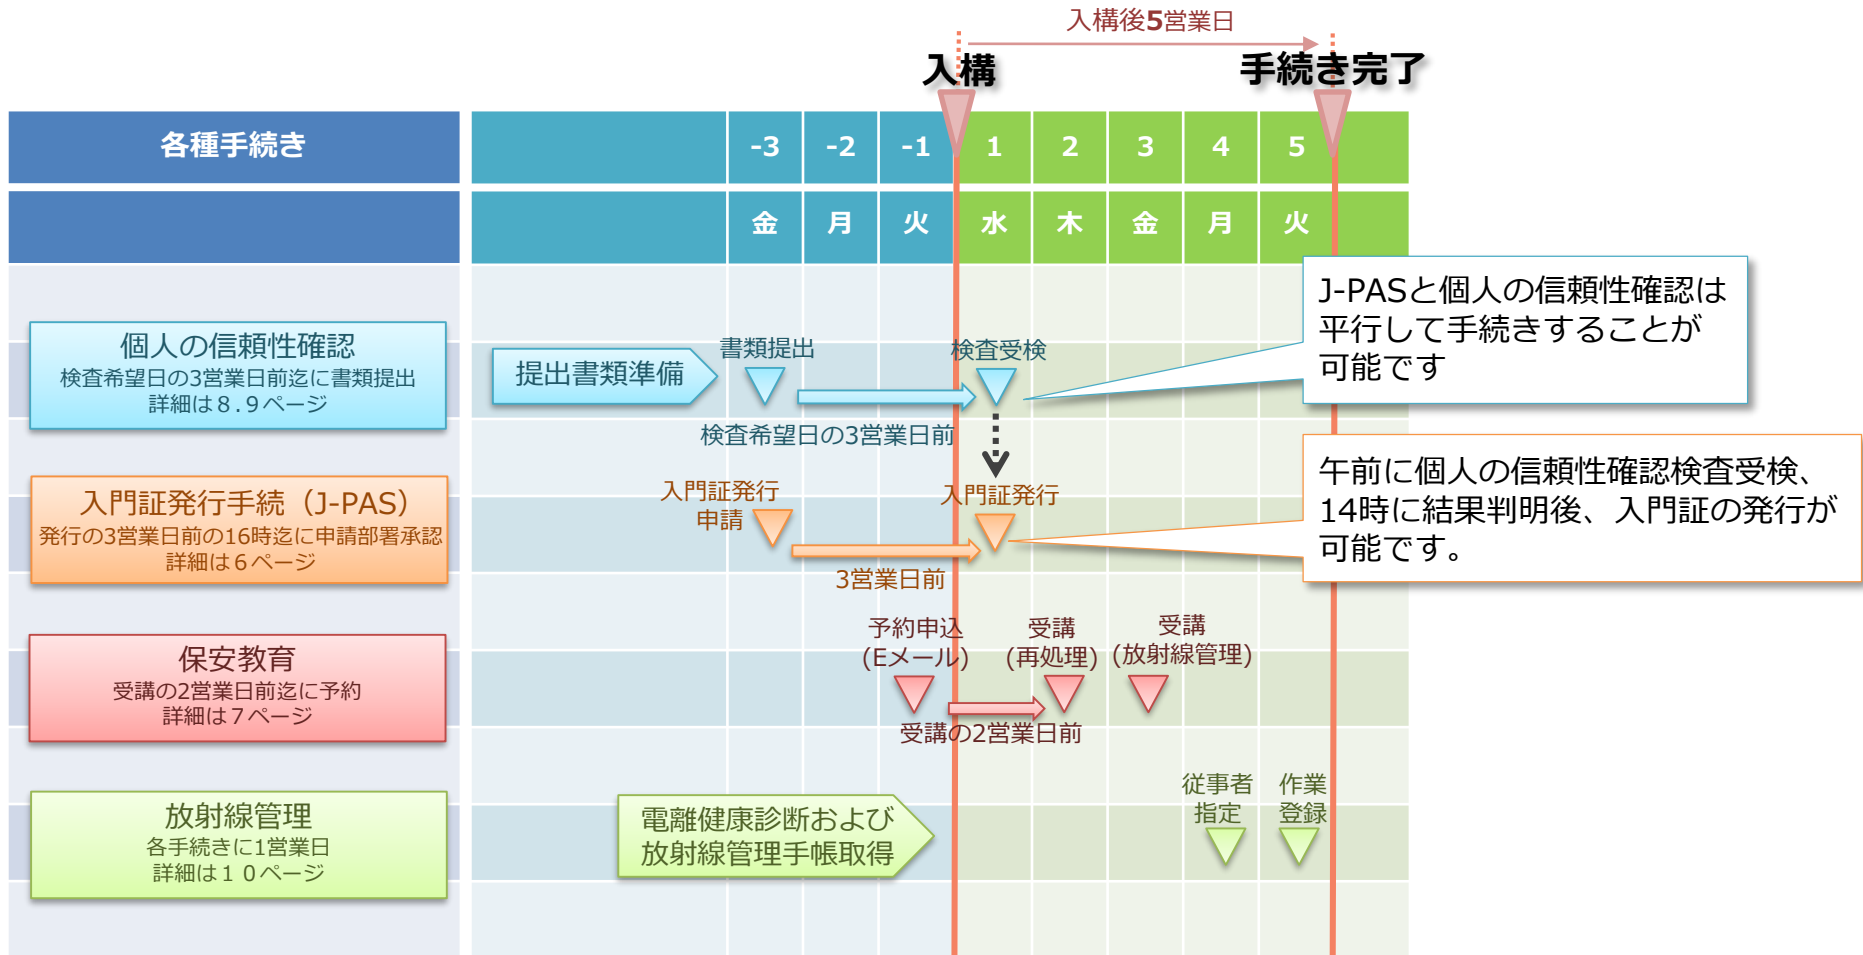 入構後5営業日
入構
手続き完了
各種手続き
-3
-2
-1
1
2
3
4
5
金
月
火
水
木
金
月
火
個人の信頼性確認
検査希望日の3営業日前迄に書類提出
詳細は８.９ページ
提出書類準備
書類提出
検査受検
検査希望日の3営業日前
J-PASと個人の信頼性確認は
平行して手続きすることが
可能です
入門証発行手続（J-PAS）
発行の3営業日前の16時迄に申請部署承認
詳細は６ページ
入門証発行
申請
入門証発行
3営業日前
午前に個人の信頼性確認検査受検、
14時に結果判明後、入門証の発行が
可能です。
保安教育
受講の2営業日前迄に予約
詳細は７ページ
予約申込
(Eメール)
受講
(再処理)
受講
(放射線管理)
受講の2営業日前
放射線管理
各手続きに1営業日
詳細は１０ページ
電離健康診断および
放射線管理手帳取得
従事者
指定
作業
登録